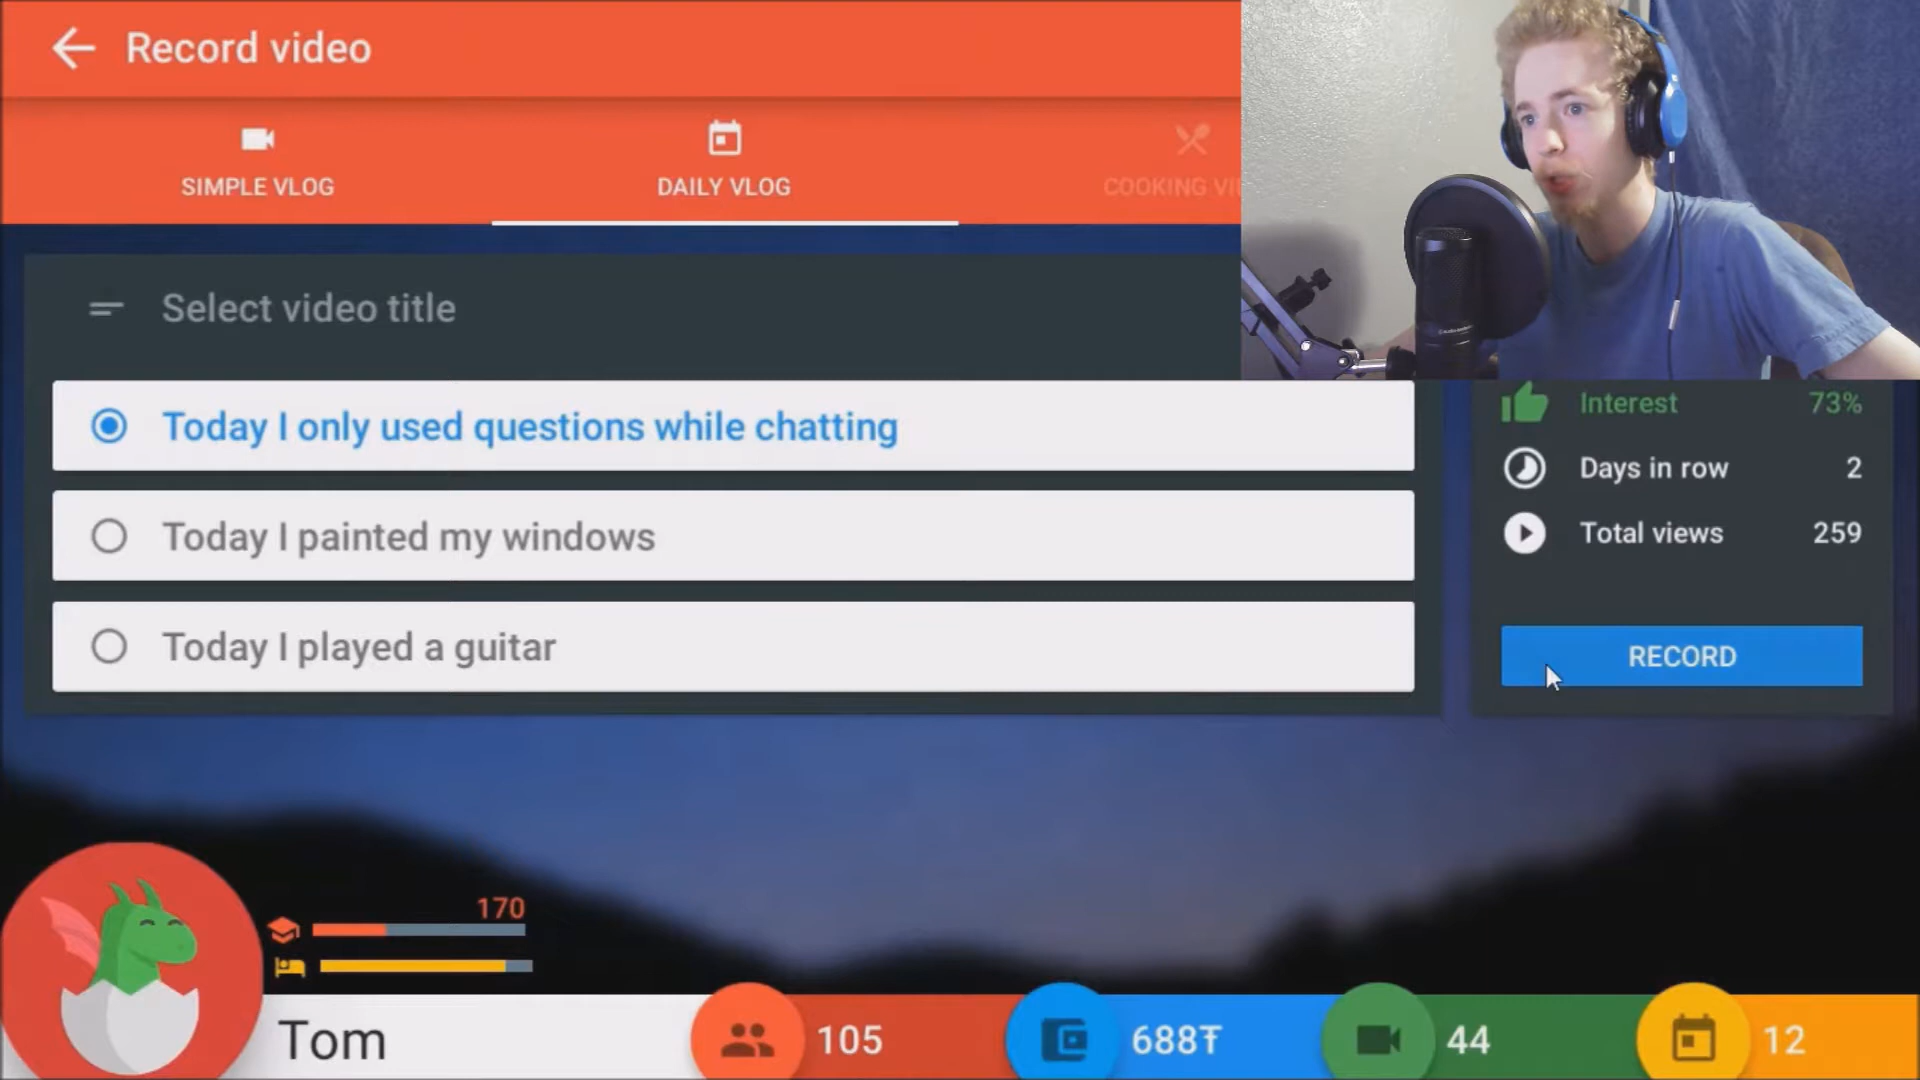 Record video
SIMPLE VLOG
DAILY VLOG
COOKING VI
Select video title
Today I only used questions while chatting
Today I painted my windows
Today I played a guitar
Interest 73%
Days in row 2
Total views 259
RECORD
170
Tom
105
688₮
44
12